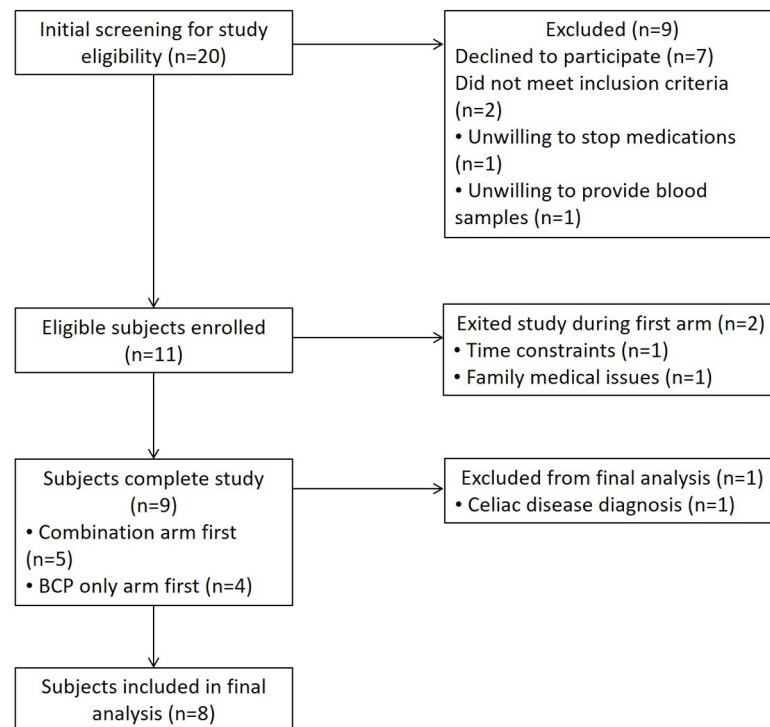 Initial screening for study
eligibility (n=20)
Excluded (n=9)
Declined to participate (n=7)
Did not meet inclusion criteria
(n=2)
• Unwilling to stop medications
(n=1)
• Unwilling to provide blood
samples (n=1)
Eligible subjects enrolled
(n=11)
Exited study during first arm (n=2)
• Time constraints (n=1)
• Family medical issues (n=1)
Subjects complete study
(n=9)
• Combination arm first
(n=5)
• BCP only arm first (n=4)
Excluded from final analysis (n=1)
• Celiac disease diagnosis (n=1)
Subjects included in final
analysis (n=8)